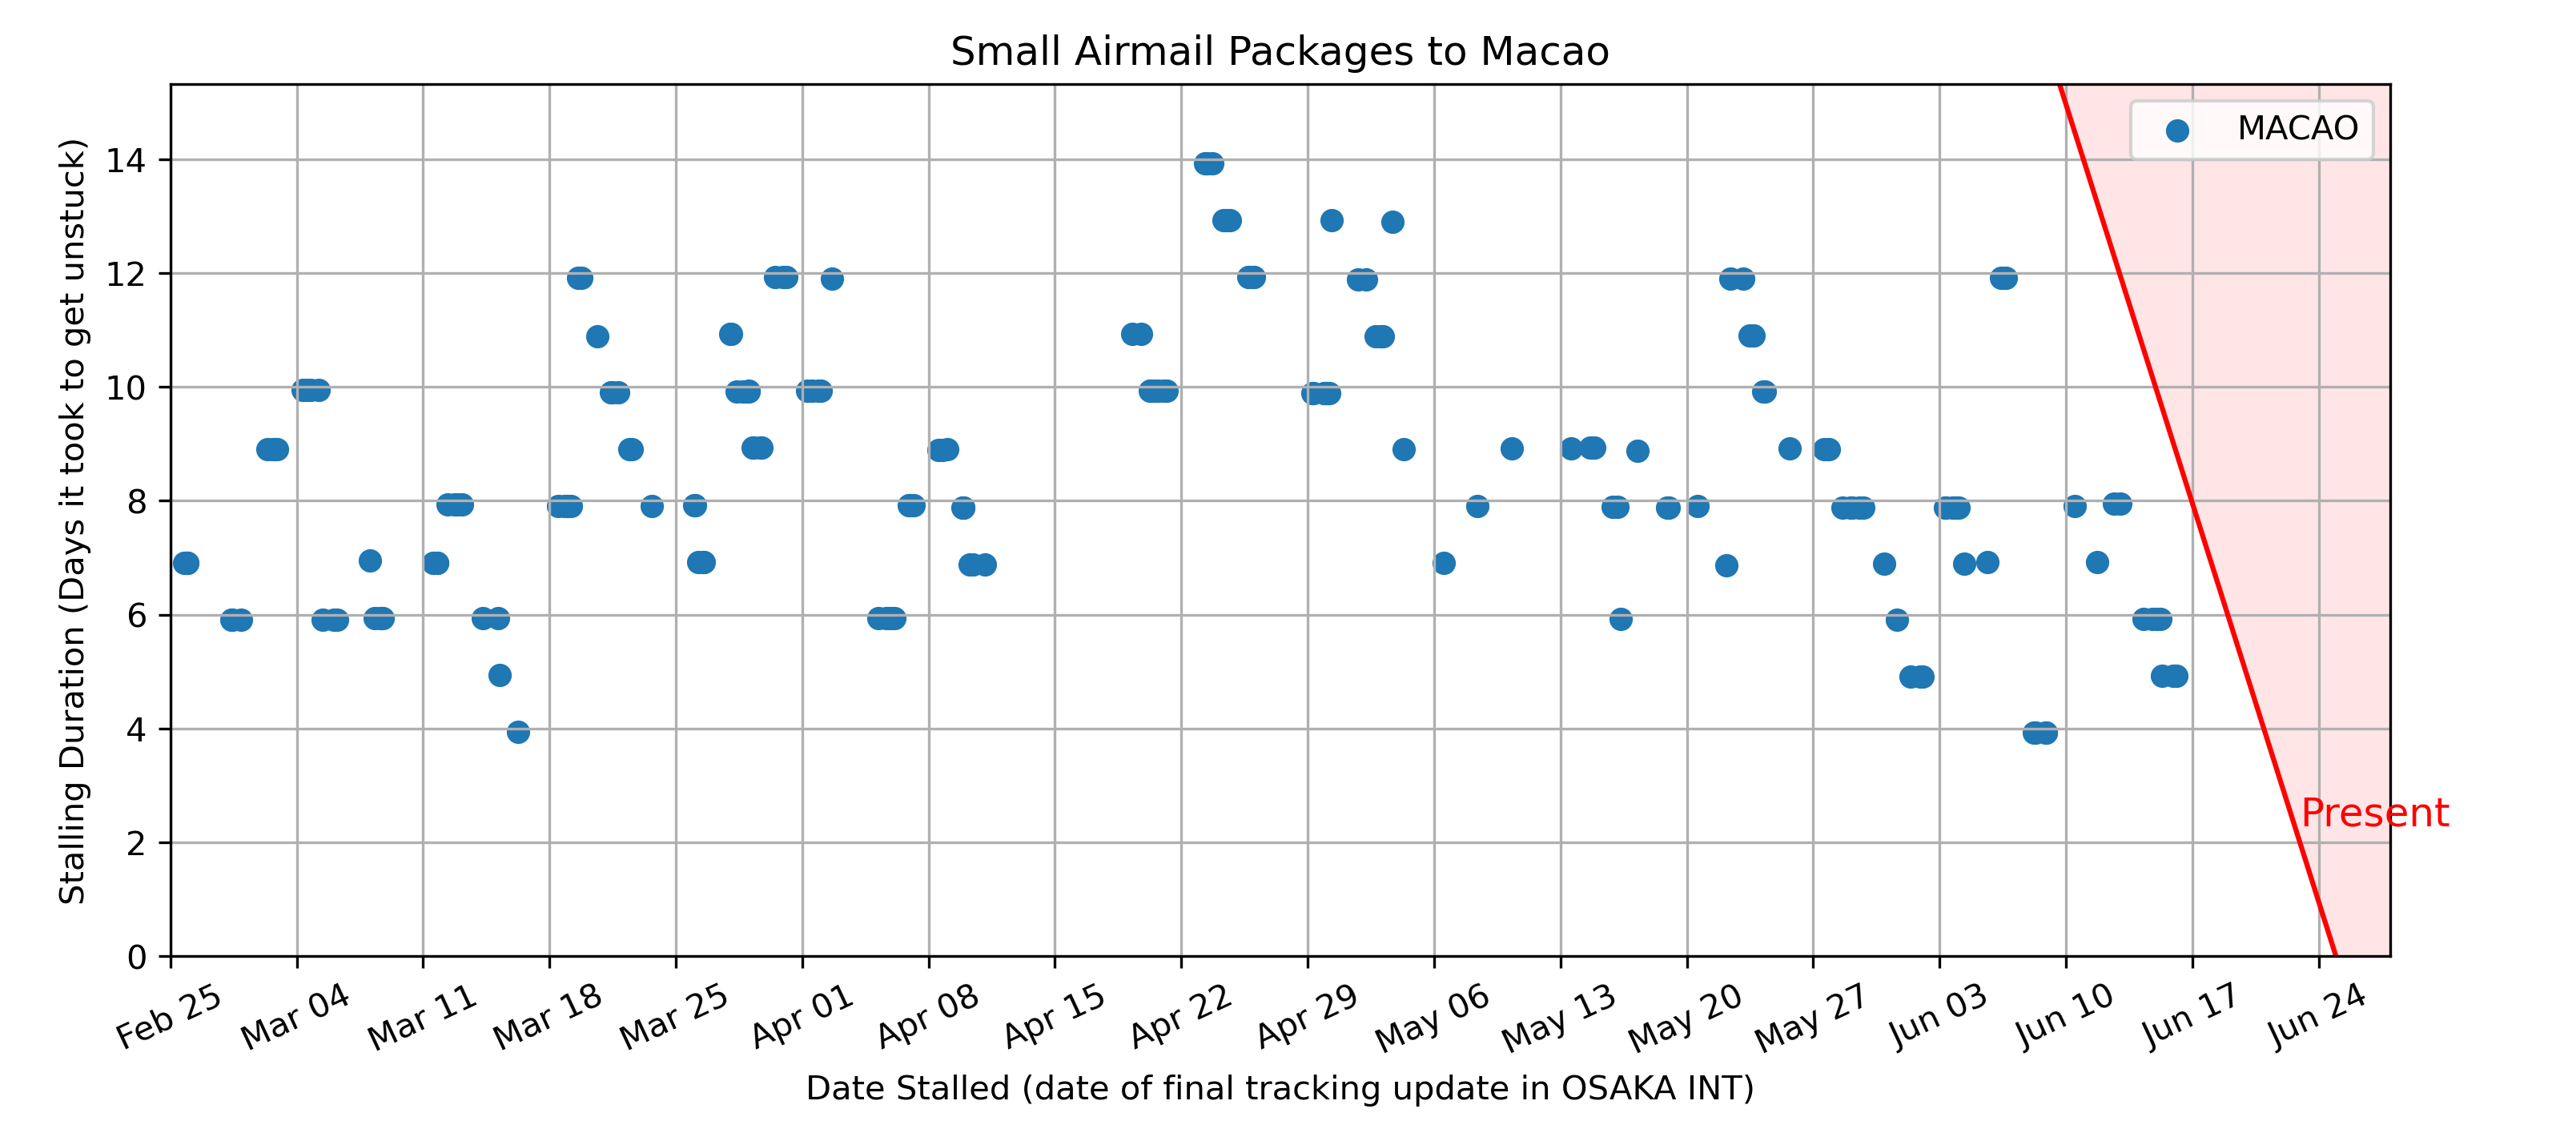 Small Airmail Packages to Macao
MACAO
Stalling Duration (Days it took to get unstuck)
14
12
10
8
6
4
2
0
Present
Feb 25
Mar 04
Mar 11
Mar 18
Mar 25
Apr 01
Apr 08
Apr 15
Apr 22
Apr 29
May 06
May 13
May 20
May 27
Jun 03
Jun 10
Jun 17
Jun 24
Date Stalled (date of final tracking update in OSAKA INT)